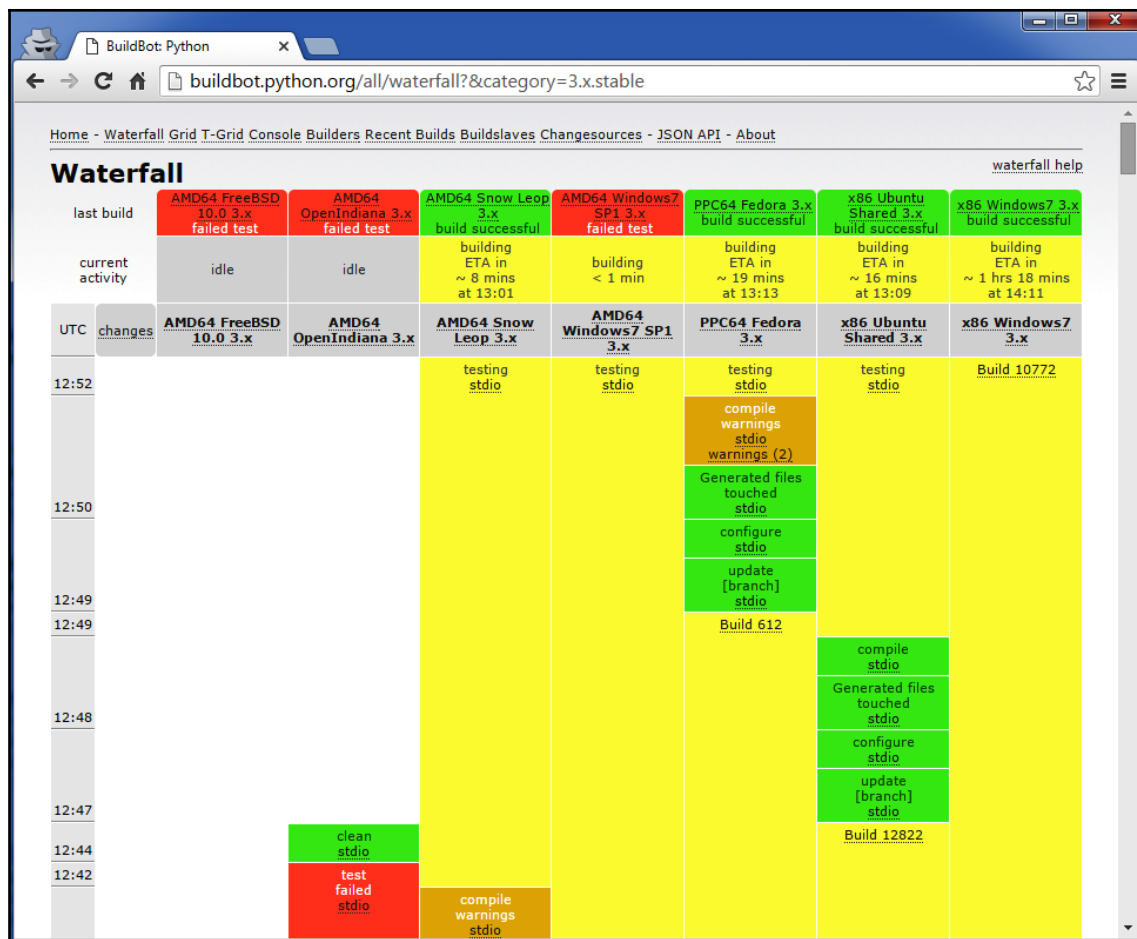 BuildBot: Python
buildbot.python.org/all/waterfall?&category=3.x.stable
Home - Waterfall Grid T-Grid Console Builders Recent Builds Buildslaves Changesources - JSON API - About
Waterfall
waterfall help
last build
AMD64 FreeBSD
10.0 3.x
failed test
AMD64
OpenIndiana 3.x
failed test
AMD64 Snow Leop
3.x
build successful
AMD64 Windows7
SP1 3.x
failed test
PPC64 Fedora 3.x
build successful
x86 Ubuntu
Shared 3.x
build successful
x86 Windows7 3.x
build successful
current
activity
idle
idle
building
ETA in
~ 8 mins
at 13:01
building
< 1 min
building
ETA in
~ 19 mins
at 13:13
building
ETA in
~ 16 mins
at 13:09
building
ETA in
~ 1 hrs 18 mins
at 14:11
UTC
changes
AMD64 FreeBSD
10.0 3.x
AMD64
OpenIndiana 3.x
AMD64 Snow
Leop 3.x
AMD64
Windows7 SP1
3.x
PPC64 Fedora
3.x
x86 Ubuntu
Shared 3.x
x86 Windows7
3.x
12:52
testing
stdio
testing
stdio
testing
stdio
testing
stdio
Build 10772
compile
warnings
stdio
warnings (2)
12:50
Generated files
touched
stdio
configure
stdio
12:49
update
[branch]
stdio
12:49
Build 612
compile
stdio
12:48
Generated files
touched
stdio
configure
stdio
12:47
update
[branch]
stdio
12:44
clean
stdio
Build 12822
12:42
test
failed
stdio
compile
warnings
stdio